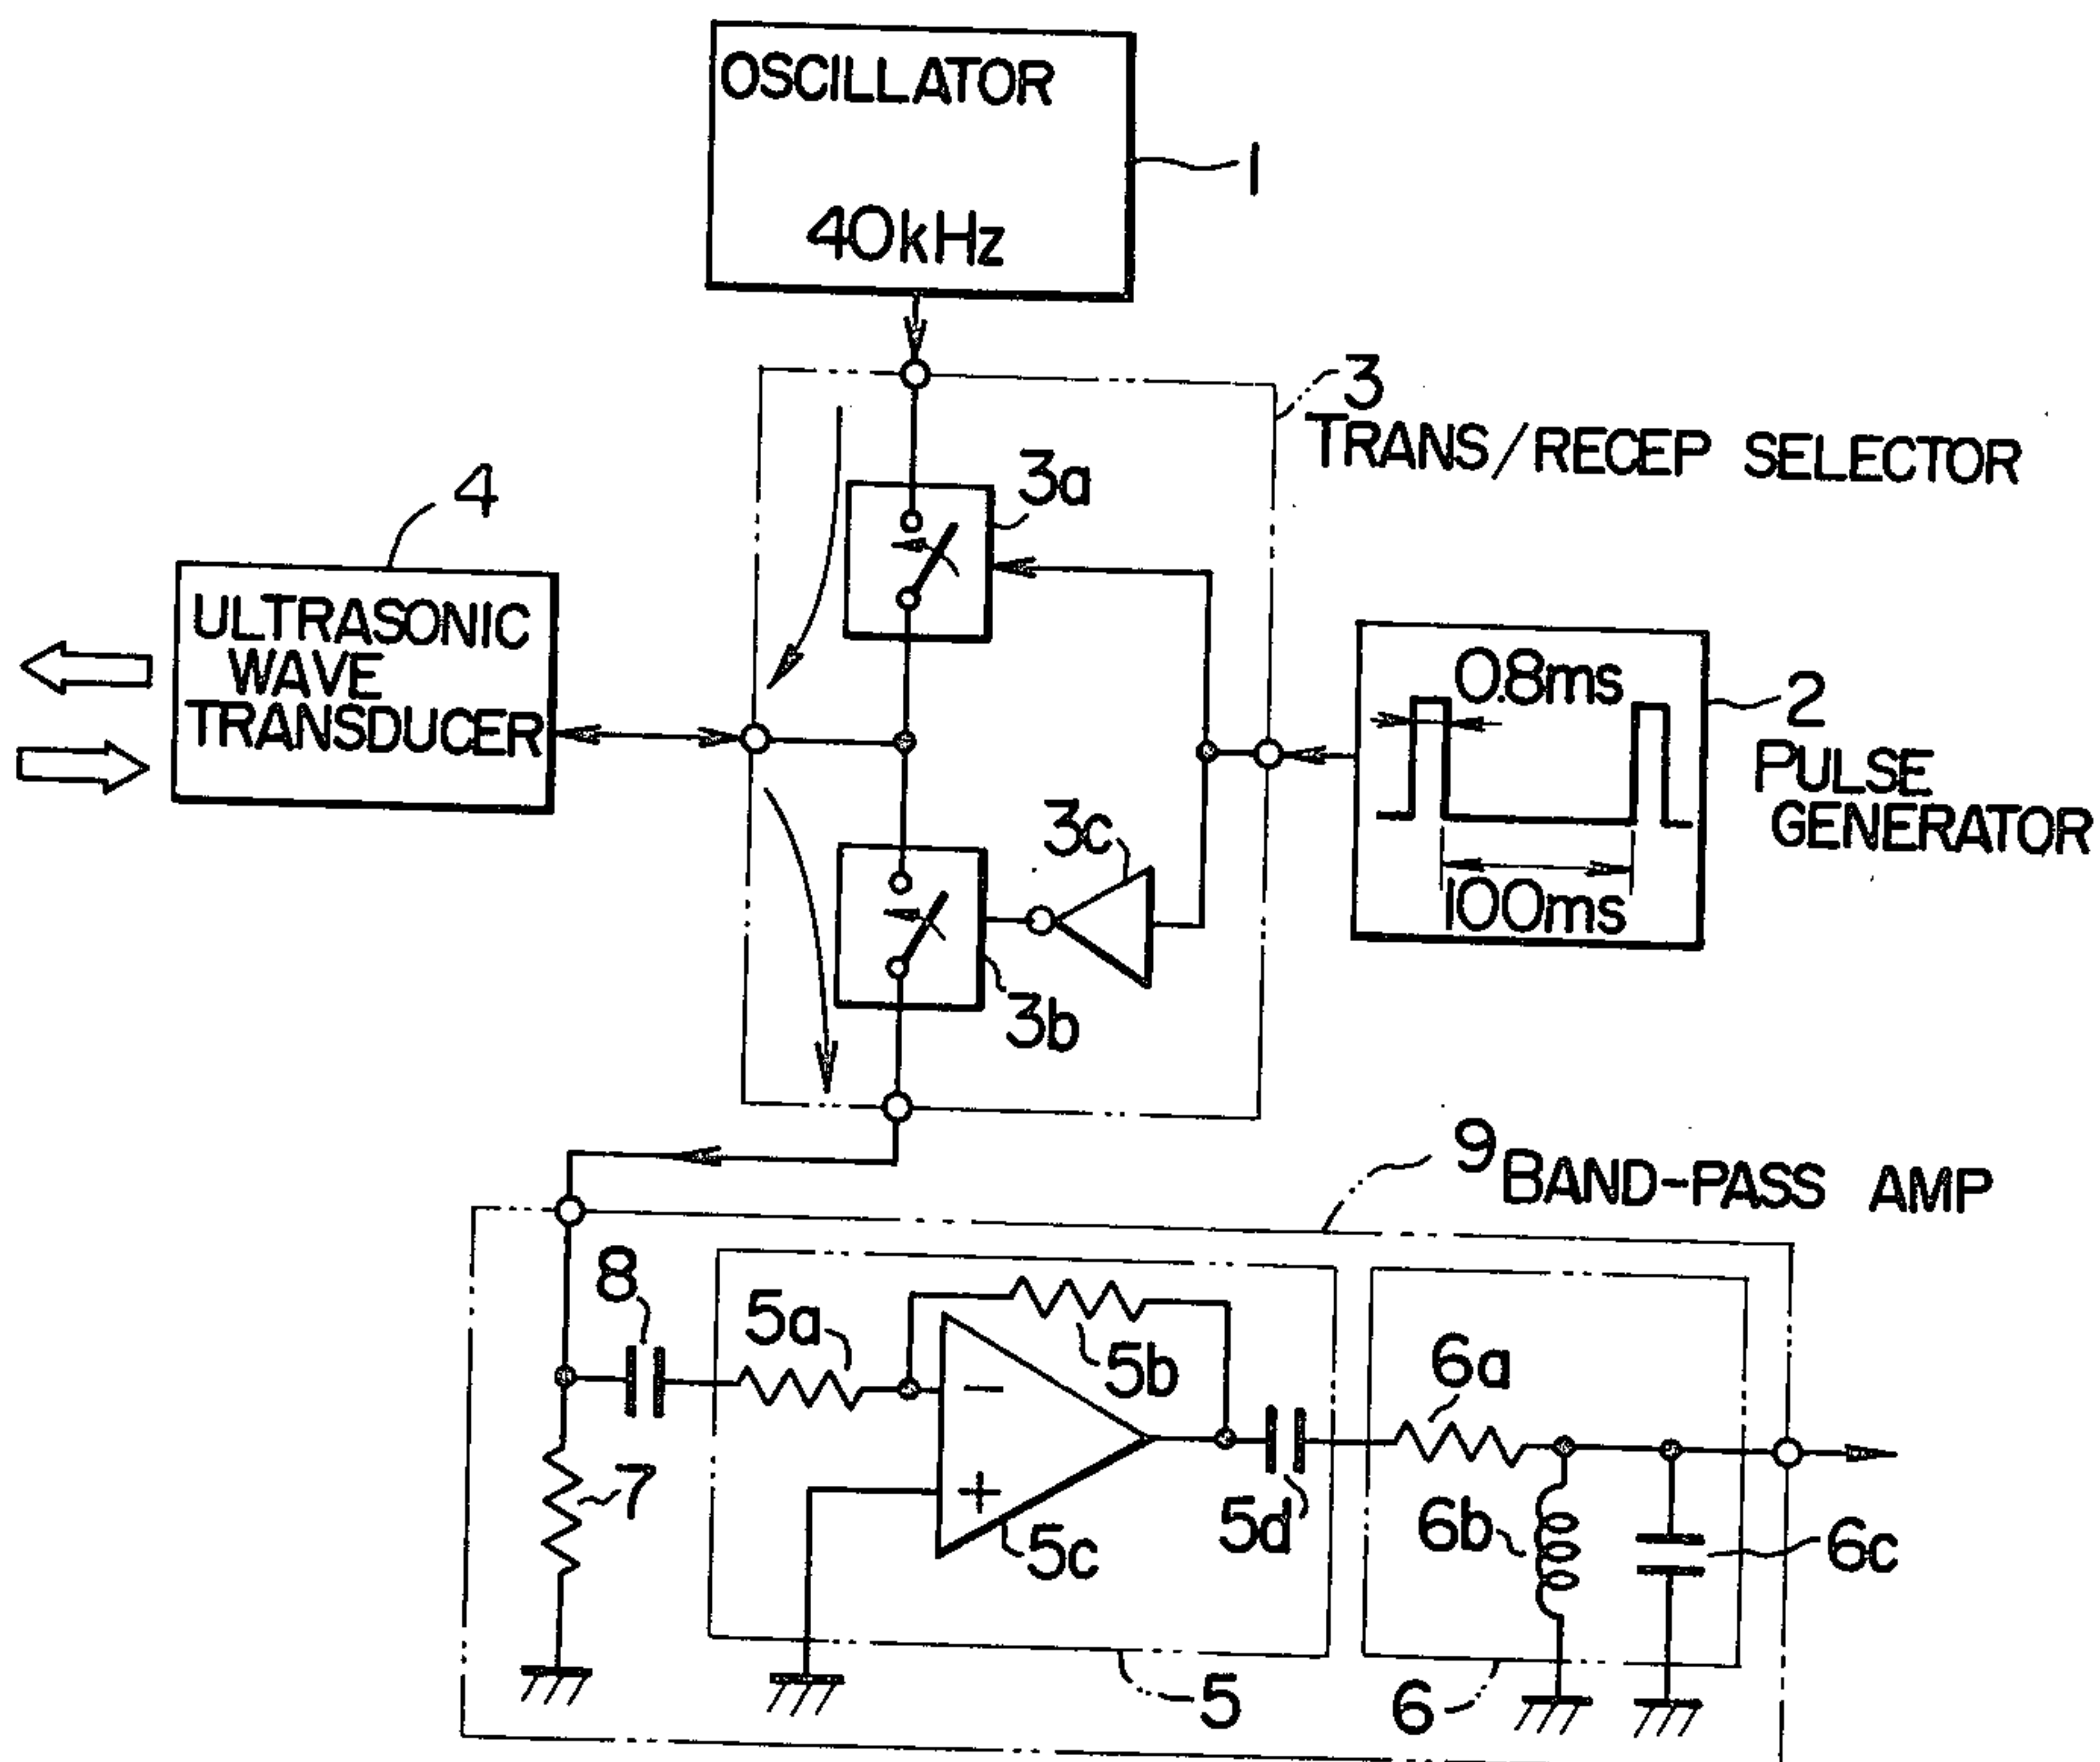 OSCILLATOR
40kHz
1
3
TRANS/RECEP SELECTOR
3a
4
ULTRASONIC
WAVE
TRANSDUCER
0.8ms
100ms
2
PULSE
GENERATOR
3c
3b
9 BAND-PASS AMP
8
5a
5b
6a
−
+
7
5c
5d
6b
6c
5
6